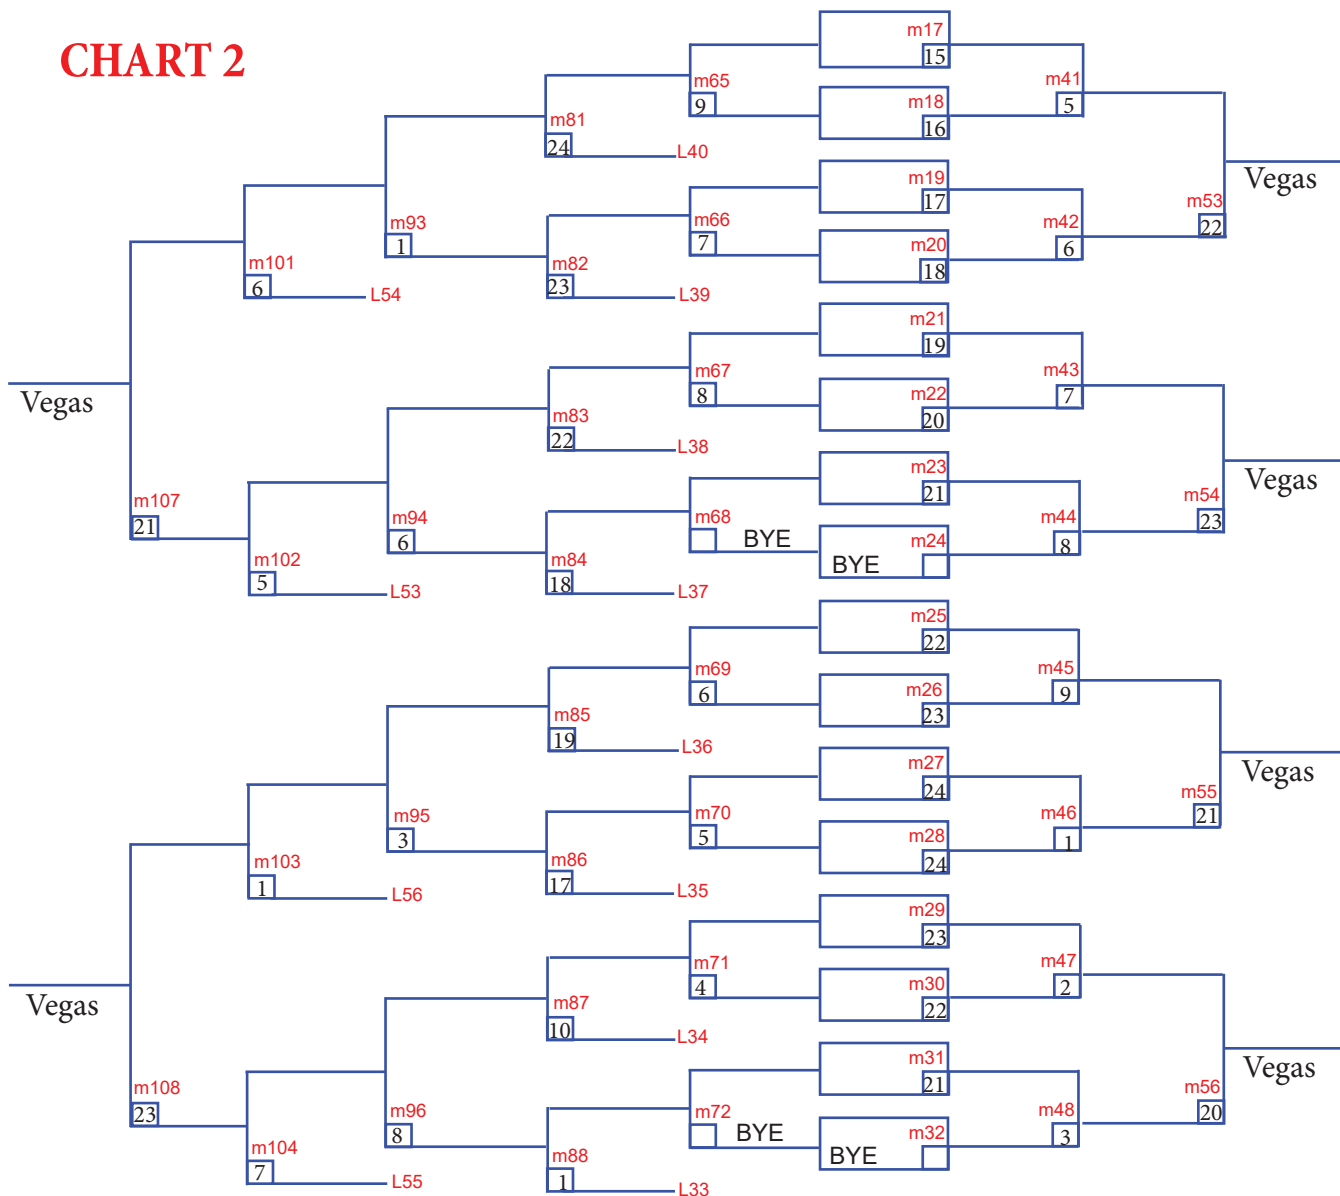 CHART 2
m17
15
m65
9
m41
5
m18
16
m81
24
L40
Vegas
m19
17
m53
22
m66
7
m42
6
m93
1
m20
18
m101
6
L54
m82
23
L39
m21
19
m67
8
m43
7
m22
20
Vegas
m83
22
L38
m23
21
Vegas
m107
21
m54
23
m94
6
m68
BYE
m44
8
m24
BYE
m102
5
L53
m84
18
L37
m25
22
m69
6
m45
9
m26
23
m85
19
L36
m27
24
Vegas
m55
21
m95
3
m70
5
m46
1
m28
24
m103
1
L56
m86
17
L35
m29
23
m71
4
m47
2
m30
22
Vegas
m87
10
L34
m31
21
Vegas
m108
23
m56
20
m96
8
m72
BYE
m48
3
m32
BYE
m104
7
L55
m88
1
L33